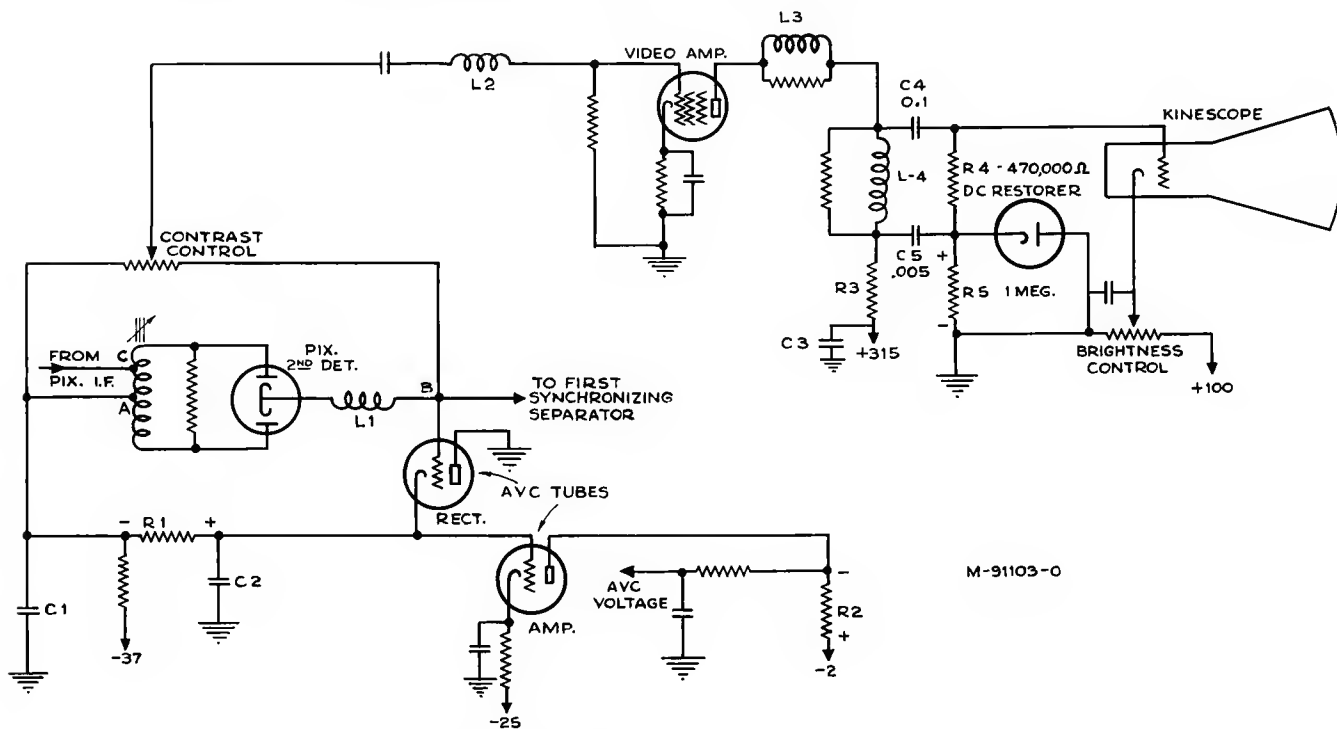 L3
VIDEO AMP.
L2
C4
0.1
KINESCOPE
R4-470,000Ω
DC RESTORER
L-4
CONTRAST
CONTROL
C5
.005
+
R3
R5
1 MEG.
-
C3
+315
BRIGHTNESS
CONTROL
+100
FROM
PIX. I.F.
C
A
PIX.
2ND DET.
L1
B
TO FIRST
SYNCHRONIZING
SEPARATOR
AVC TUBES
RECT.
- R1 +
C2
C1
-37
AMP.
-25
AVC
VOLTAGE
-
R2
+
-2
M-91103-0